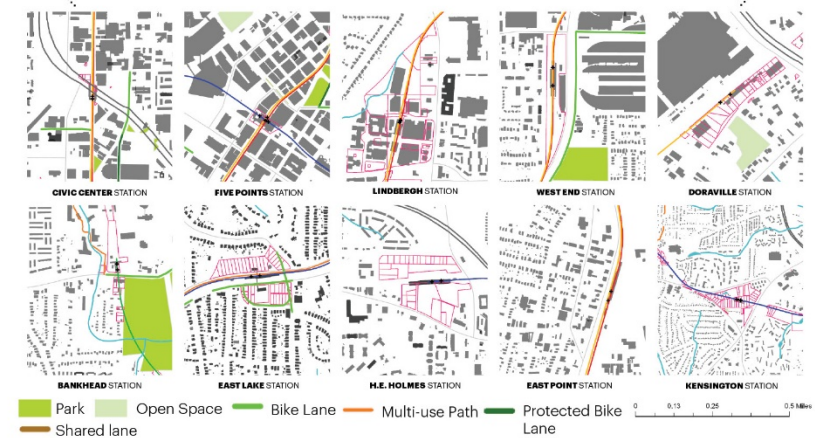 CIVIC CENTER STATION
FIVE POINTS STATION
LINDBERGH STATION
WEST END STATION
DORAVILLE STATION
BANKHEAD STATION
EAST LAKE STATION
H.E. HOLMES STATION
EAST POINT STATION
KENSINGTON STATION
Park
Open Space
Bike Lane
Multi-use Path
Protected Bike
Lane
Shared lane
0 0,13 0.25 0.5 Miles